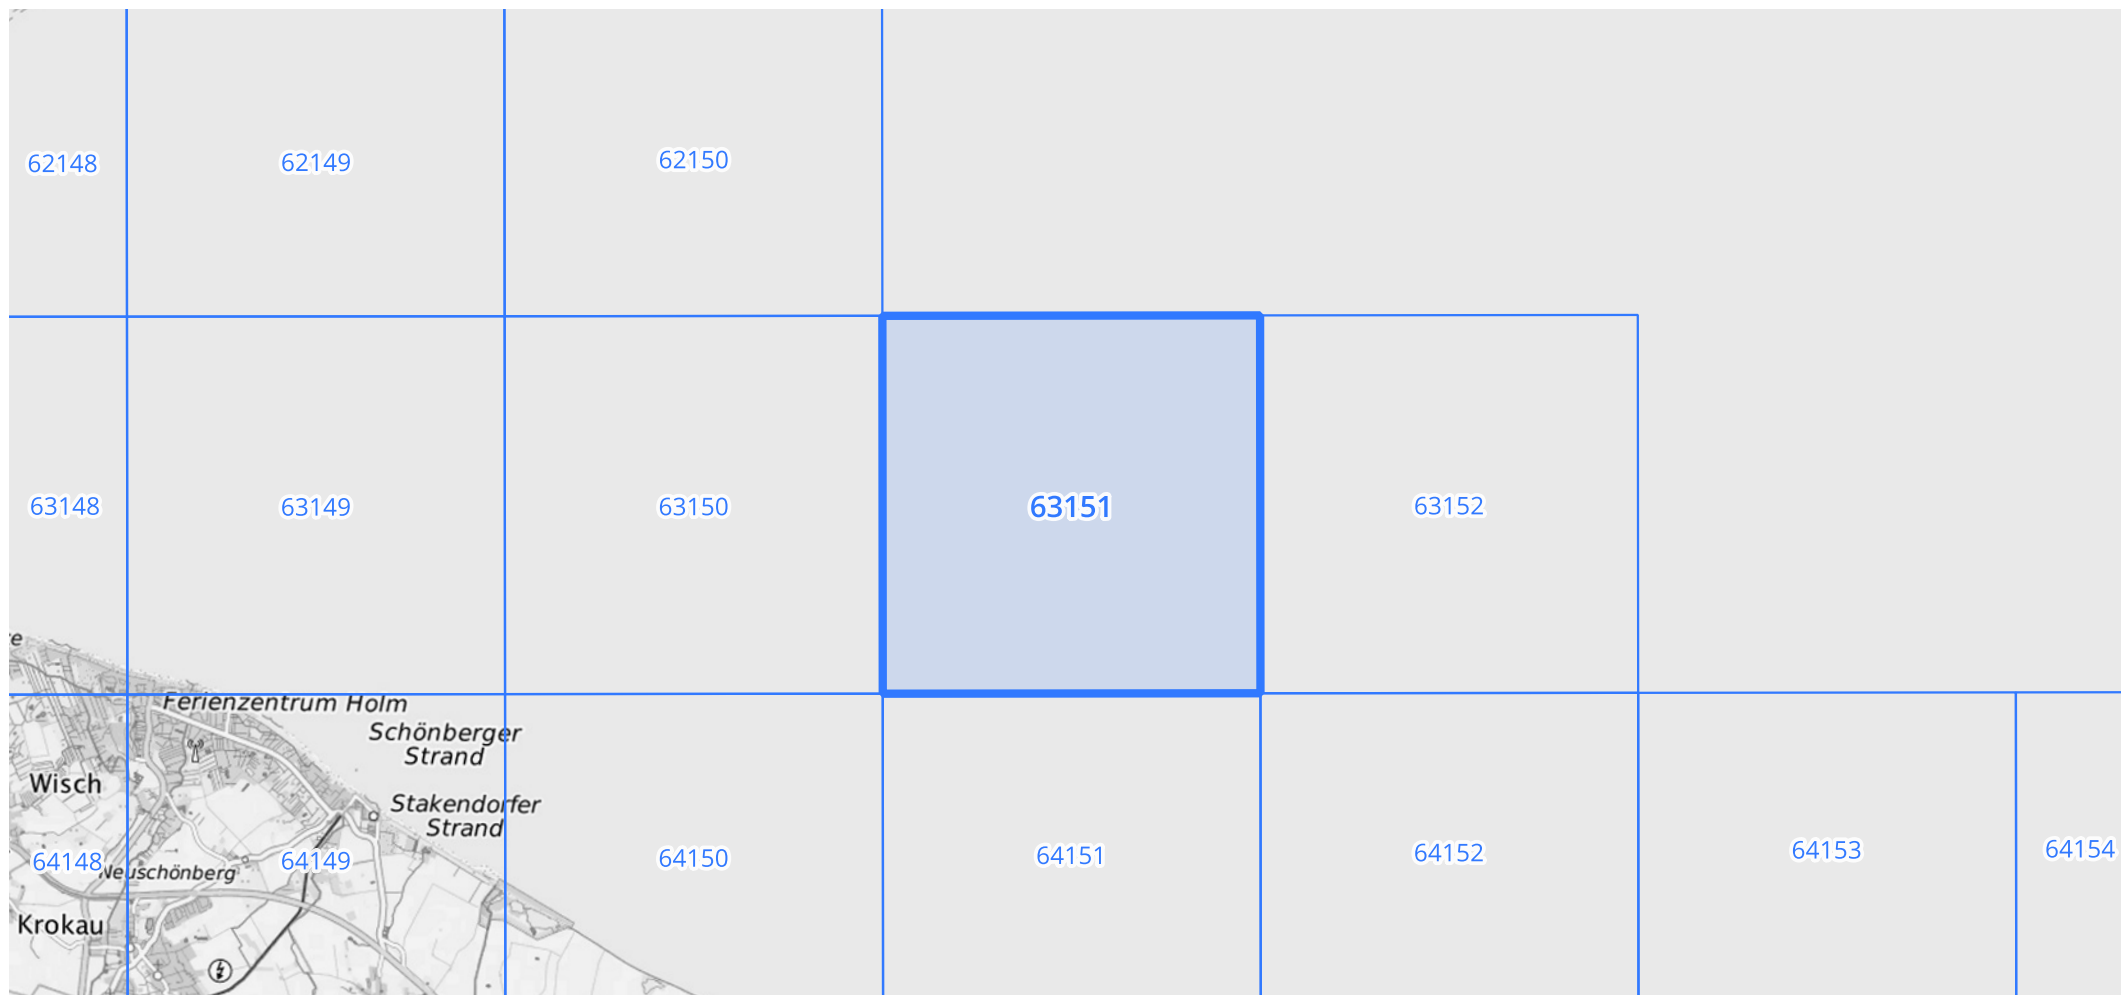 62148
62149
62150
63148
63149
63150
63151
63152
Ferienzentrum Holm
Schönberger
Strand
Wisch
Stakendorfer
Strand
64148
Neuschönberg
64149
64150
64151
64152
64153
64154
Krokau